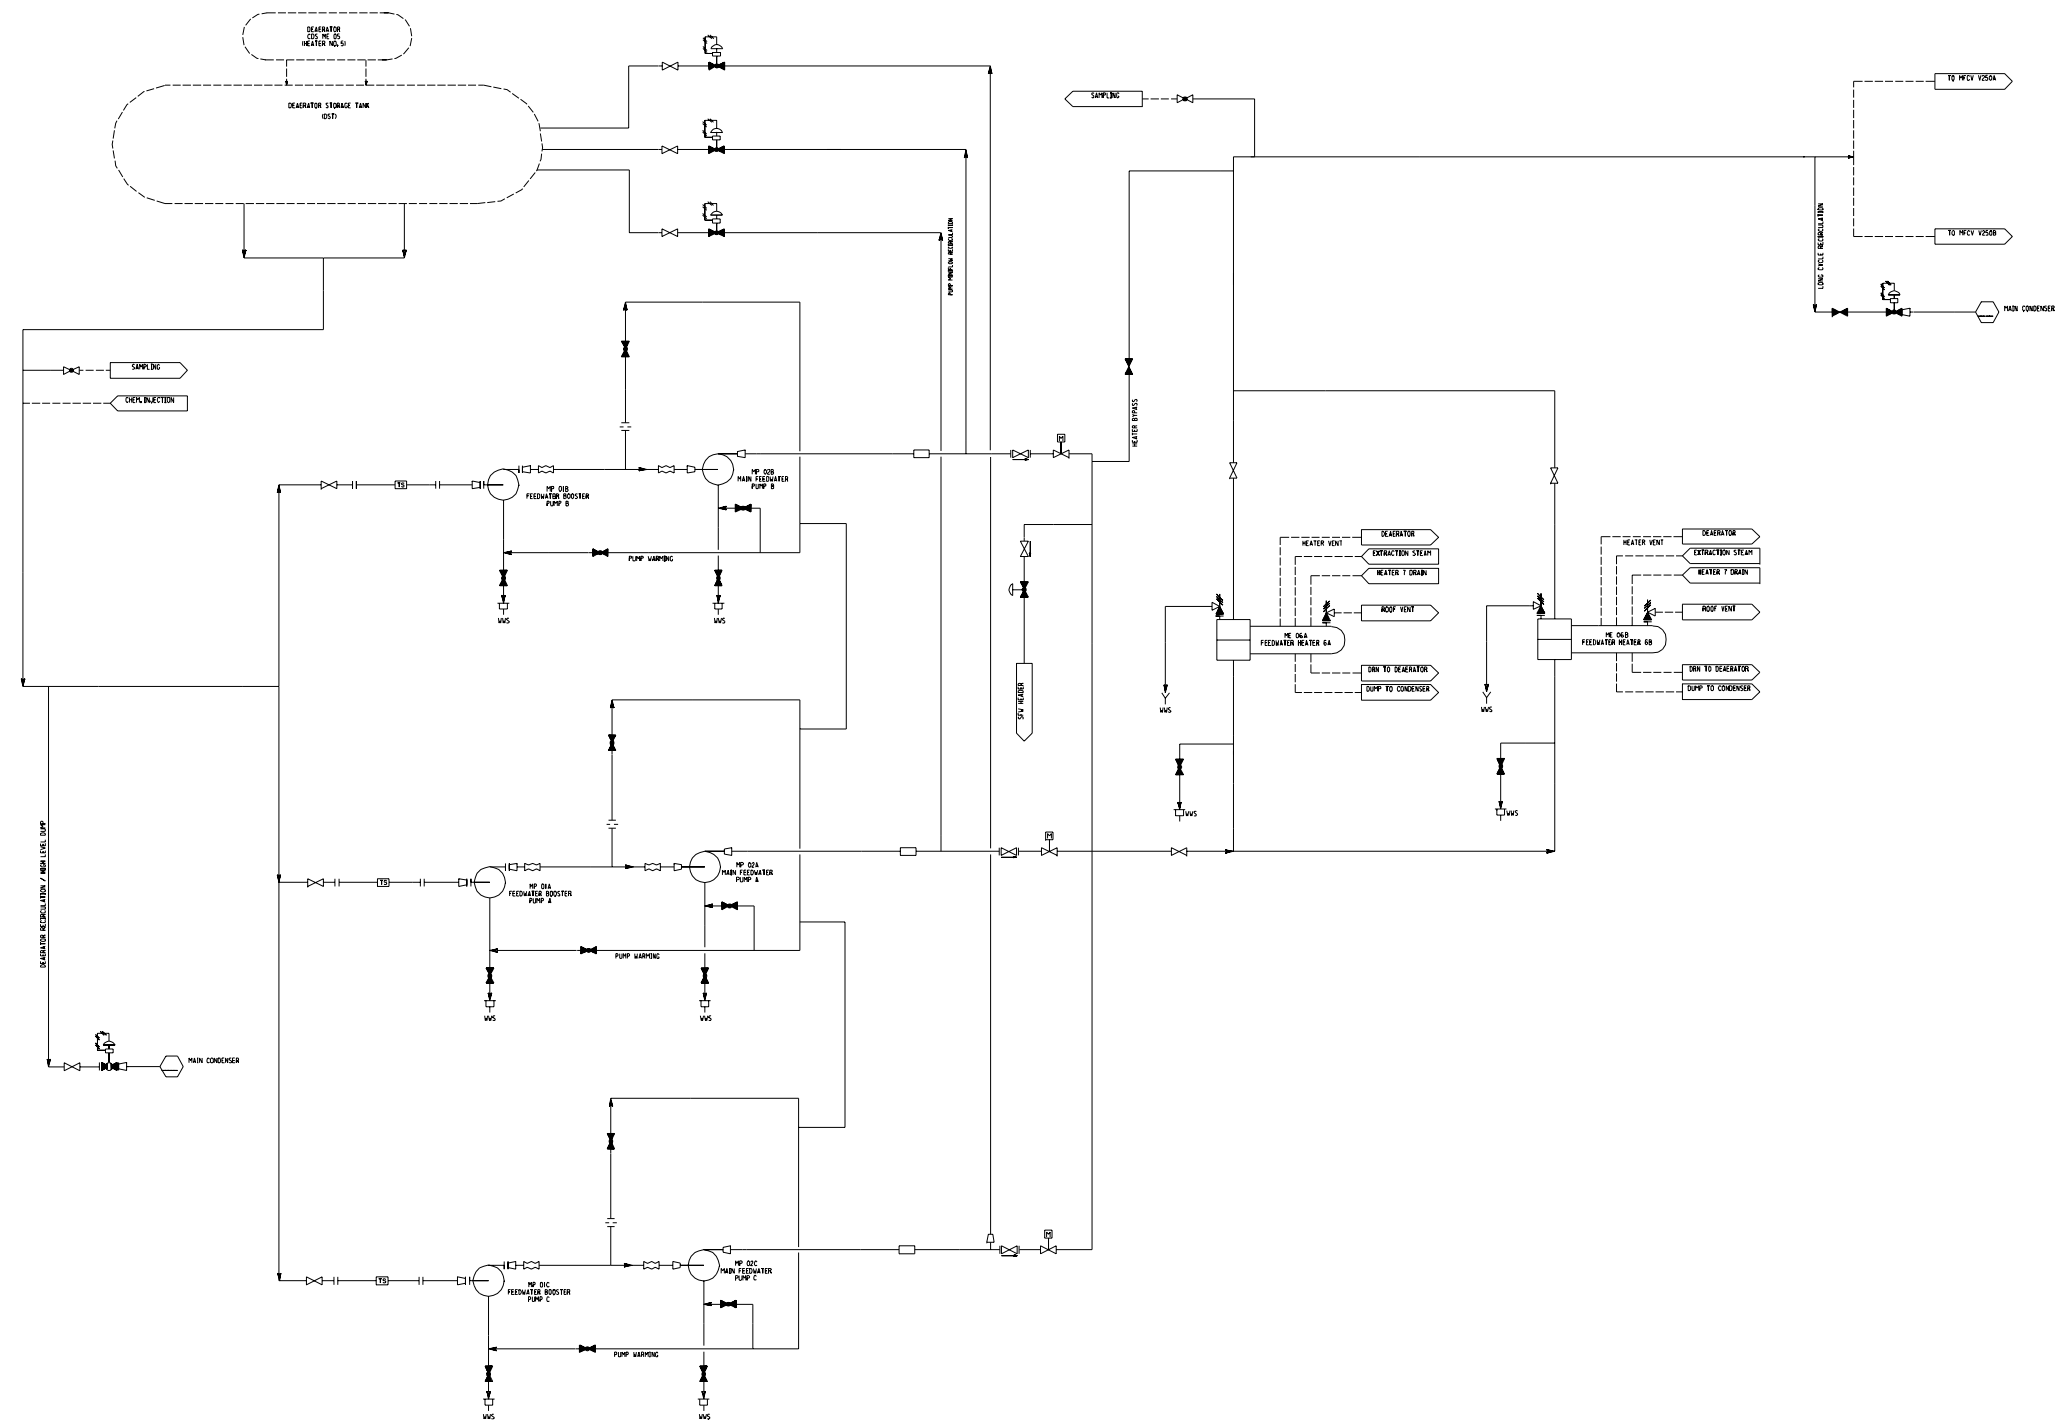 DEAERATOR
CDS ME 05
(HEATER NO. 5)
DEAERATOR STORAGE TANK
(DST)
SAMPLING
TO MFCV V250A
TO MFCV V250B
PUMP MINIFLOW RECIRCULATION
LONG CYCLE RECIRCULATION
MAIN CONDENSER
SAMPLING
CHEM. INJECTION
HEATER BYPASS
M
TS
MP 01B
FEEDWATER BOOSTER
PUMP B
MP 02B
MAIN FEEDWATER
PUMP B
PUMP WARMING
WWS
WWS
HEATER VENT
DEAERATOR
EXTRACTION STEAM
HEATER 7 DRAIN
ROOF VENT
ME 06A
FEEDWATER HEATER 6A
DRN TO DEAERATOR
DUMP TO CONDENSER
WWS
WWS
HEATER VENT
DEAERATOR
EXTRACTION STEAM
HEATER 7 DRAIN
ROOF VENT
ME 06B
FEEDWATER HEATER 6B
DRN TO DEAERATOR
DUMP TO CONDENSER
WWS
WWS
SFW HEADER
DEAERATOR RECIRCULATION / HIGH LEVEL DUMP
M
TS
MP 01A
FEEDWATER BOOSTER
PUMP A
MP 02A
MAIN FEEDWATER
PUMP A
PUMP WARMING
WWS
WWS
MAIN CONDENSER
M
TS
MP 01C
FEEDWATER BOOSTER
PUMP C
MP 02C
MAIN FEEDWATER
PUMP C
PUMP WARMING
WWS
WWS